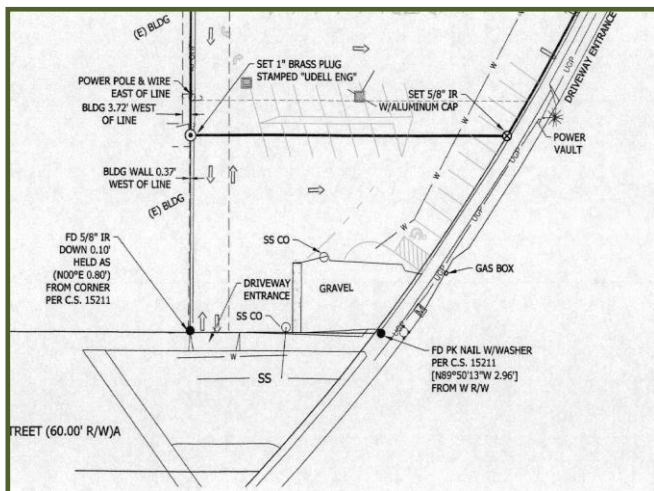 (E) BLDG
POWER POLE & WIRE
EAST OF LINE
BLDG 3.72' WEST
OF LINE
SET 1" BRASS PLUG
STAMPED "UDELL ENG"
SET 5/8" IR
W/ALUMINUM CAP
W
W
W
UGP
UGP
UGP
DRIVEWAY ENTRANCE
POWER
VAULT
BLDG WALL 0.37'
WEST OF LINE
(E) BLDG
FD 5/8" IR
DOWN 0.10'
HELD AS
(N00°E 0.80')
FROM CORNER
PER C.S. 15211
SS CO
GRAVEL
GAS BOX
DRIVEWAY
ENTRANCE
SS CO
W
SS
FD PK NAIL W/WASHER
PER C.S. 15211
[N89°50'13"W 2.96']
FROM W R/W
TREET (60.00' R/W)A